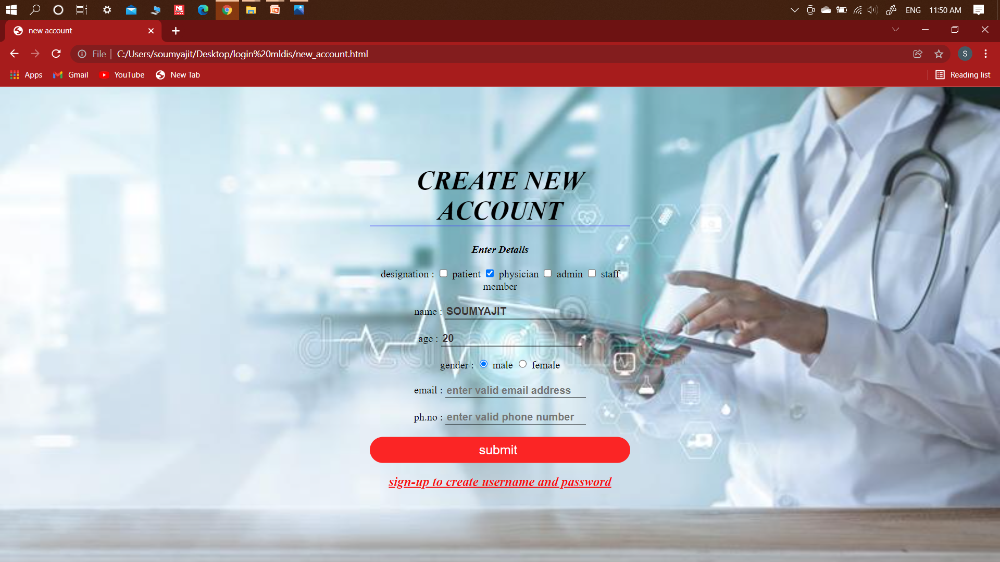 ENG 11:50 AM
new account
File C:/Users/soumyajit/Desktop/login%20mldis/new_account.html
S
Apps Gmail YouTube New Tab Reading list
CREATE NEW
ACCOUNT
Enter Details
designation : patient physician admin staff
member
name : SOUMYAJIT
age : 20
gender : male female
email : enter valid email address
ph.no : enter valid phone number
submit
sign-up to create username and password